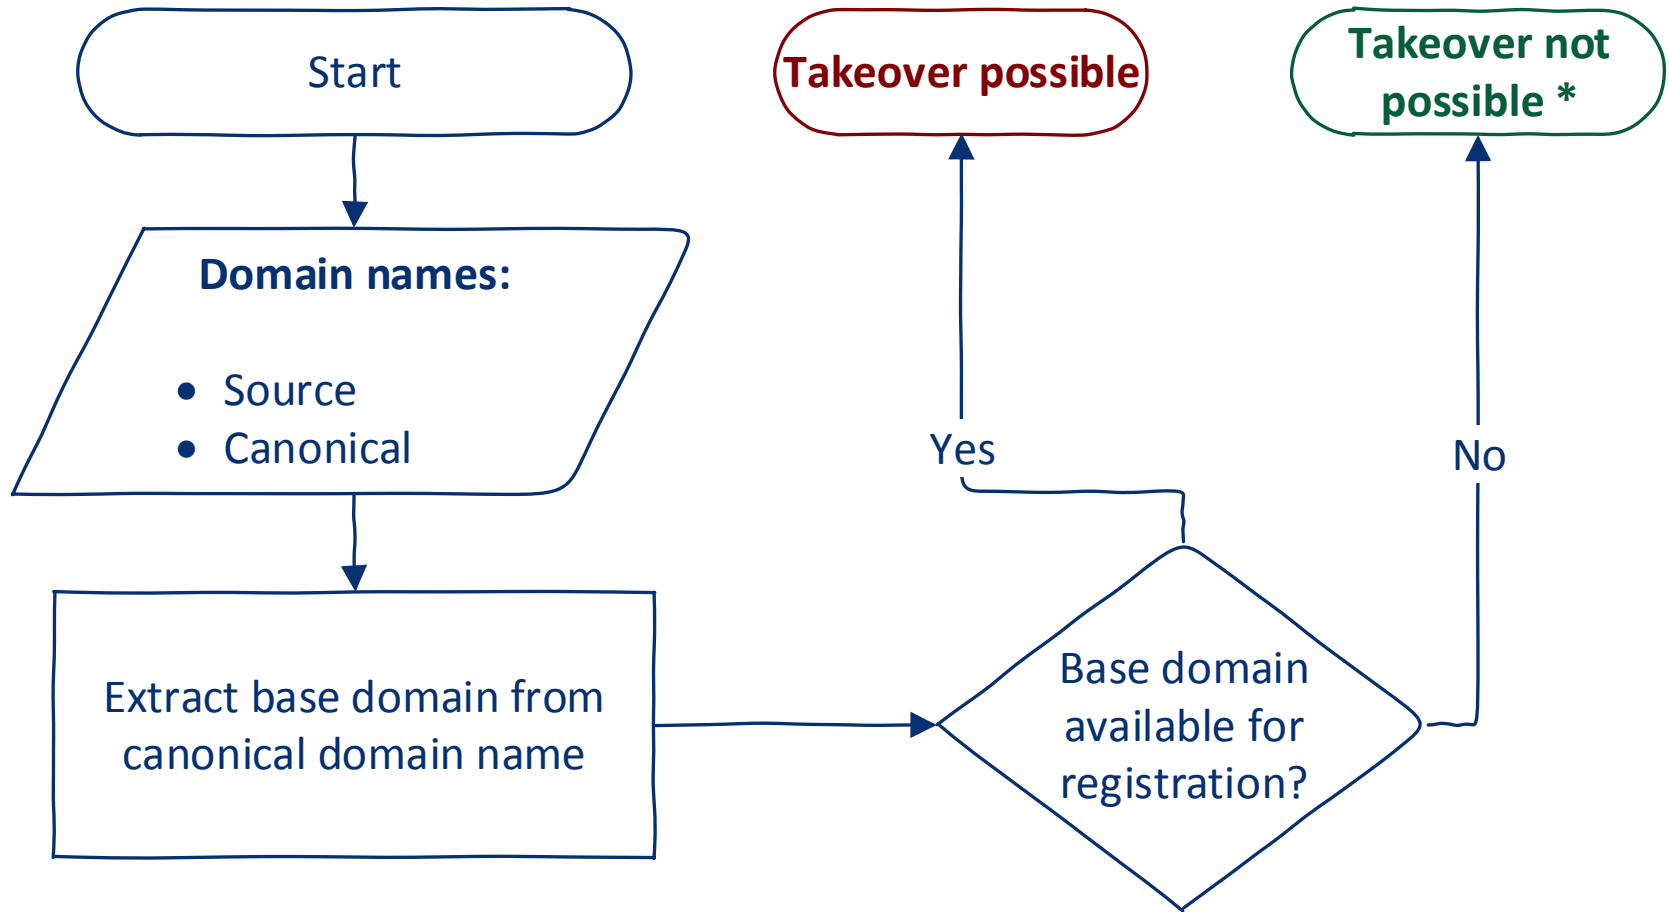 Start
Takeover possible
Takeover not
possible *
Domain names:
• Source
• Canonical
Yes
No
Extract base domain from
canonical domain name
Base domain
available for
registration?